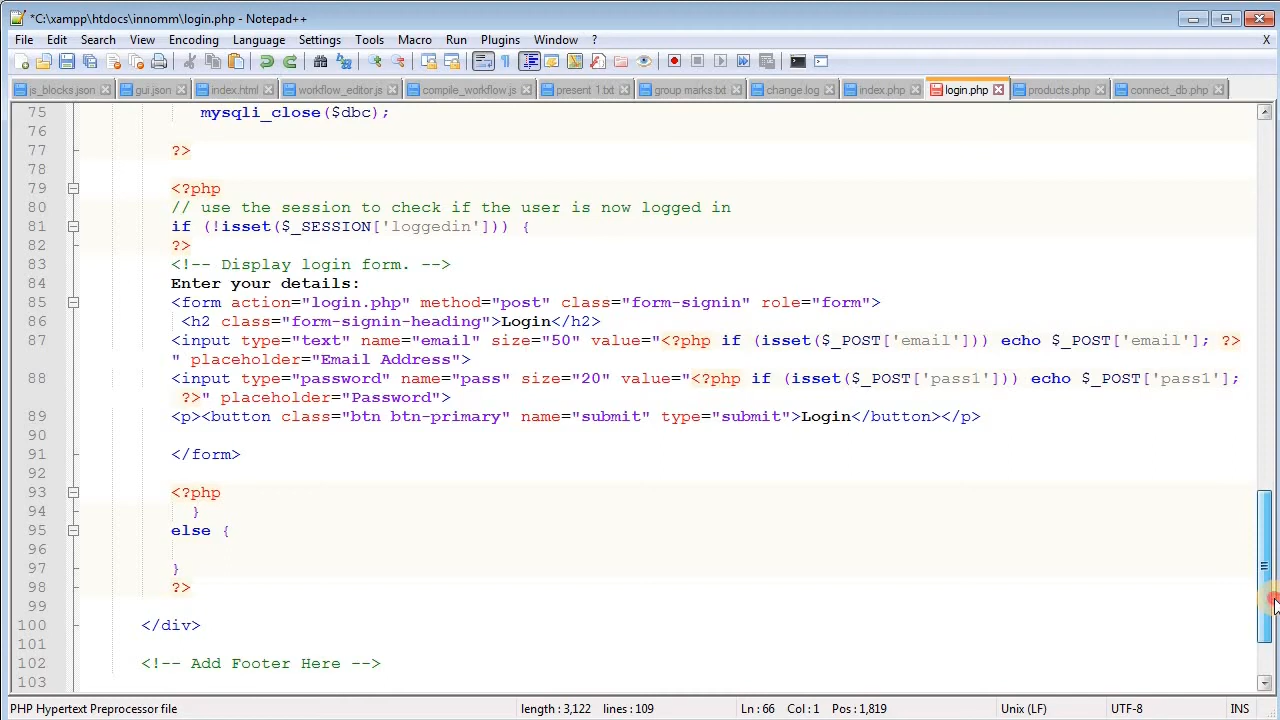 *C:\xampp\htdocs\innomm\login.php - Notepad++
File Edit Search View Encoding Language Settings Tools Macro Run Plugins Window ? X
js_blocks.json gui.json index.html workflow_editor.js compile_workflow.js present 1.txt group marks.txt change.log index.php login.php products.php connect_db.php
75 mysqli_close($dbc);
76
77 ?>
78
79 <?php
80 // use the session to check if the user is now logged in
81 if (!isset($_SESSION['loggedin'])) {
82 ?>
83 <!-- Display login form. -->
84 Enter your details:
85 <form action="login.php" method="post" class="form-signin" role="form">
86 <h2 class="form-signin-heading">Login</h2>
87 <input type="text" name="email" size="50" value="<?php if (isset($_POST['email'])) echo $_POST['email']; ?>
" placeholder="Email Address">
88 <input type="password" name="pass" size="20" value="<?php if (isset($_POST['pass1'])) echo $_POST['pass1'];
?>" placeholder="Password">
89 <p><button class="btn btn-primary" name="submit" type="submit">Login</button></p>
90
91 </form>
92
93 <?php
94 }
95 else {
96
97 }
98 ?>
99
100 </div>
101
102 <!-- Add Footer Here -->
103
PHP Hypertext Preprocessor file length : 3,122 lines : 109 Ln : 66 Col : 1 Pos : 1,819 Unix (LF) UTF-8 INS